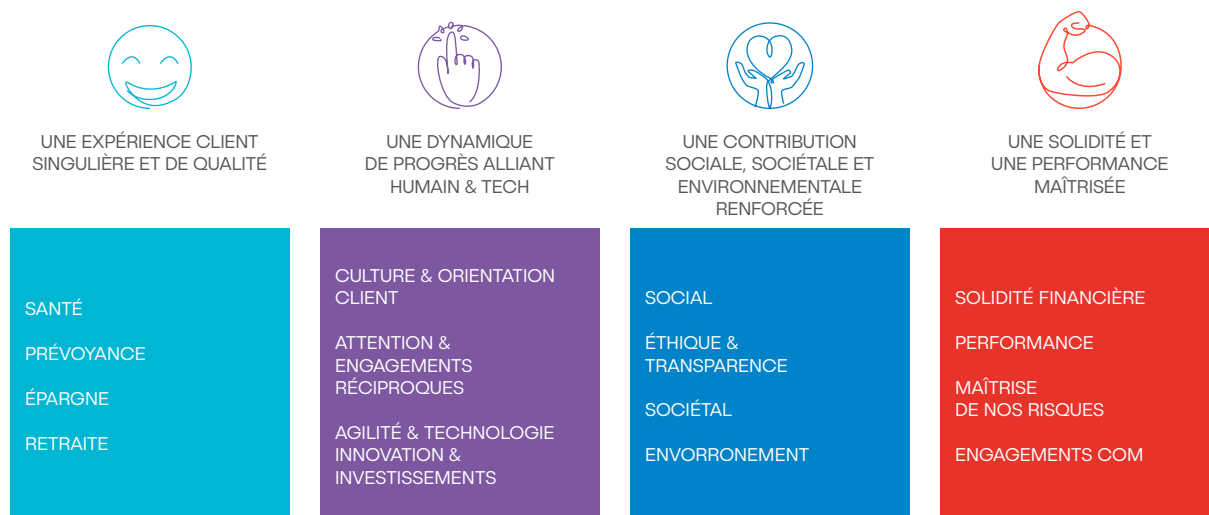 UNE EXPÉRIENCE CLIENT
SINGULIÈRE ET DE QUALITÉ
SANTÉ
PRÉVOYANCE
ÉPARGNE
RETRAITE
UNE DYNAMIQUE
DE PROGRÈS ALLIANT
HUMAIN & TECH
CULTURE & ORIENTATION
CLIENT
ATTENTION &
ENGAGEMENTS
RÉCIPROQUES
AGILITÉ & TECHNOLOGIE
INNOVATION &
INVESTISSEMENTS
UNE CONTRIBUTION
SOCIALE, SOCIÉTALE ET
ENVIRONNEMENTALE
RENFORCÉE
SOCIAL
ÉTHIQUE &
TRANSPARENCE
SOCIÉTAL
ENVORRONEMENT
UNE SOLIDITÉ ET
UNE PERFORMANCE
MAÎTRISÉE
SOLIDITÉ FINANCIÈRE
PERFORMANCE
MAÎTRISE
DE NOS RISQUES
ENGAGEMENTS COM